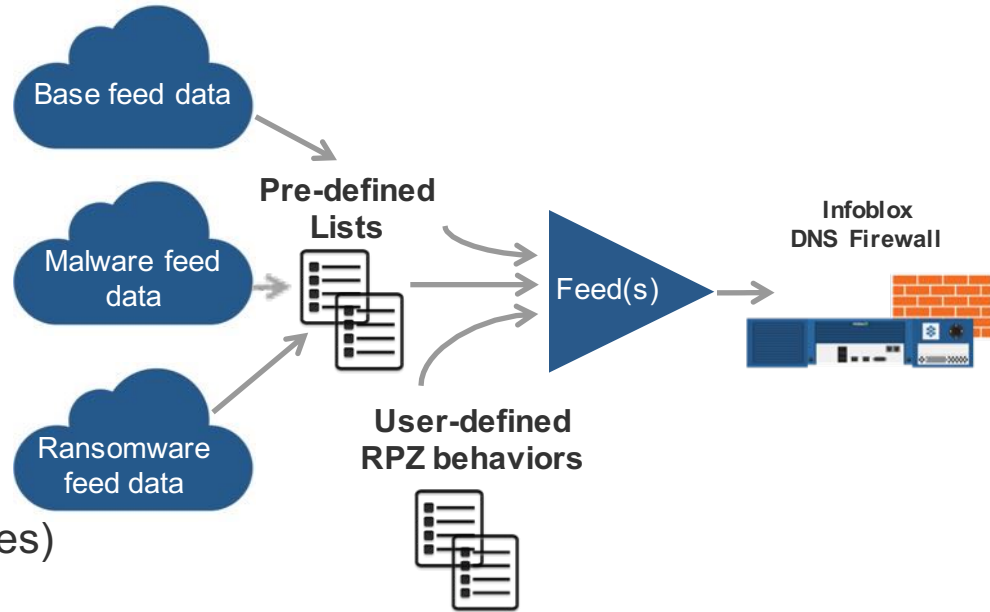 Base feed data
Malware feed
data
Ransomware
feed data
es)
Pre-defined
Lists
User-defined
RPZ behaviors
Feed(s)
Infoblox
DNS Firewall